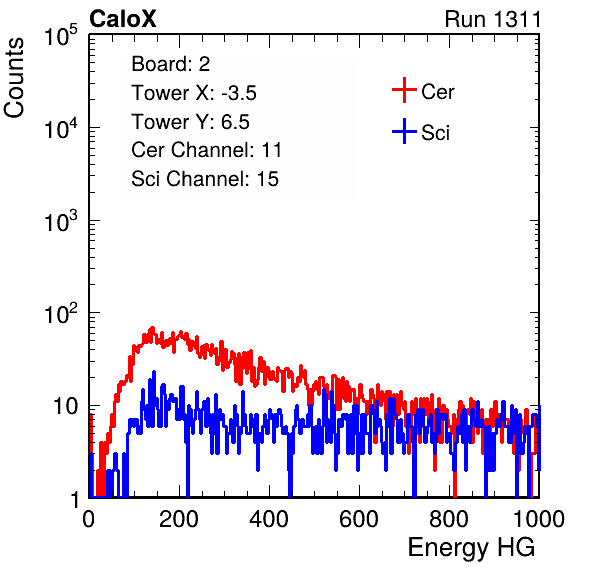 CaloX Run 1311
Counts
10^5
10^4
10^3
10^2
10
1
Board: 2
Tower X: -3.5
Tower Y: 6.5
Cer Channel: 11
Sci Channel: 15
Cer
Sci
0 200 400 600 800 1000
Energy HG